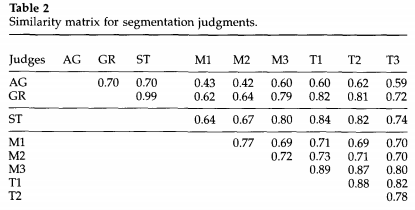 Table 2
Similarity matrix for segmentation judgments.
Judges AG GR ST M1 M2 M3 T1 T2 T3
AG 0.70 0.70 0.43 0.42 0.60 0.60 0.62 0.59
GR 0.99 0.62 0.64 0.79 0.82 0.81 0.72
ST 0.64 0.67 0.80 0.84 0.82 0.74
M1 0.77 0.69 0.71 0.69 0.70
M2 0.72 0.73 0.71 0.70
M3 0.89 0.87 0.80
T1 0.88 0.82
T2 0.78